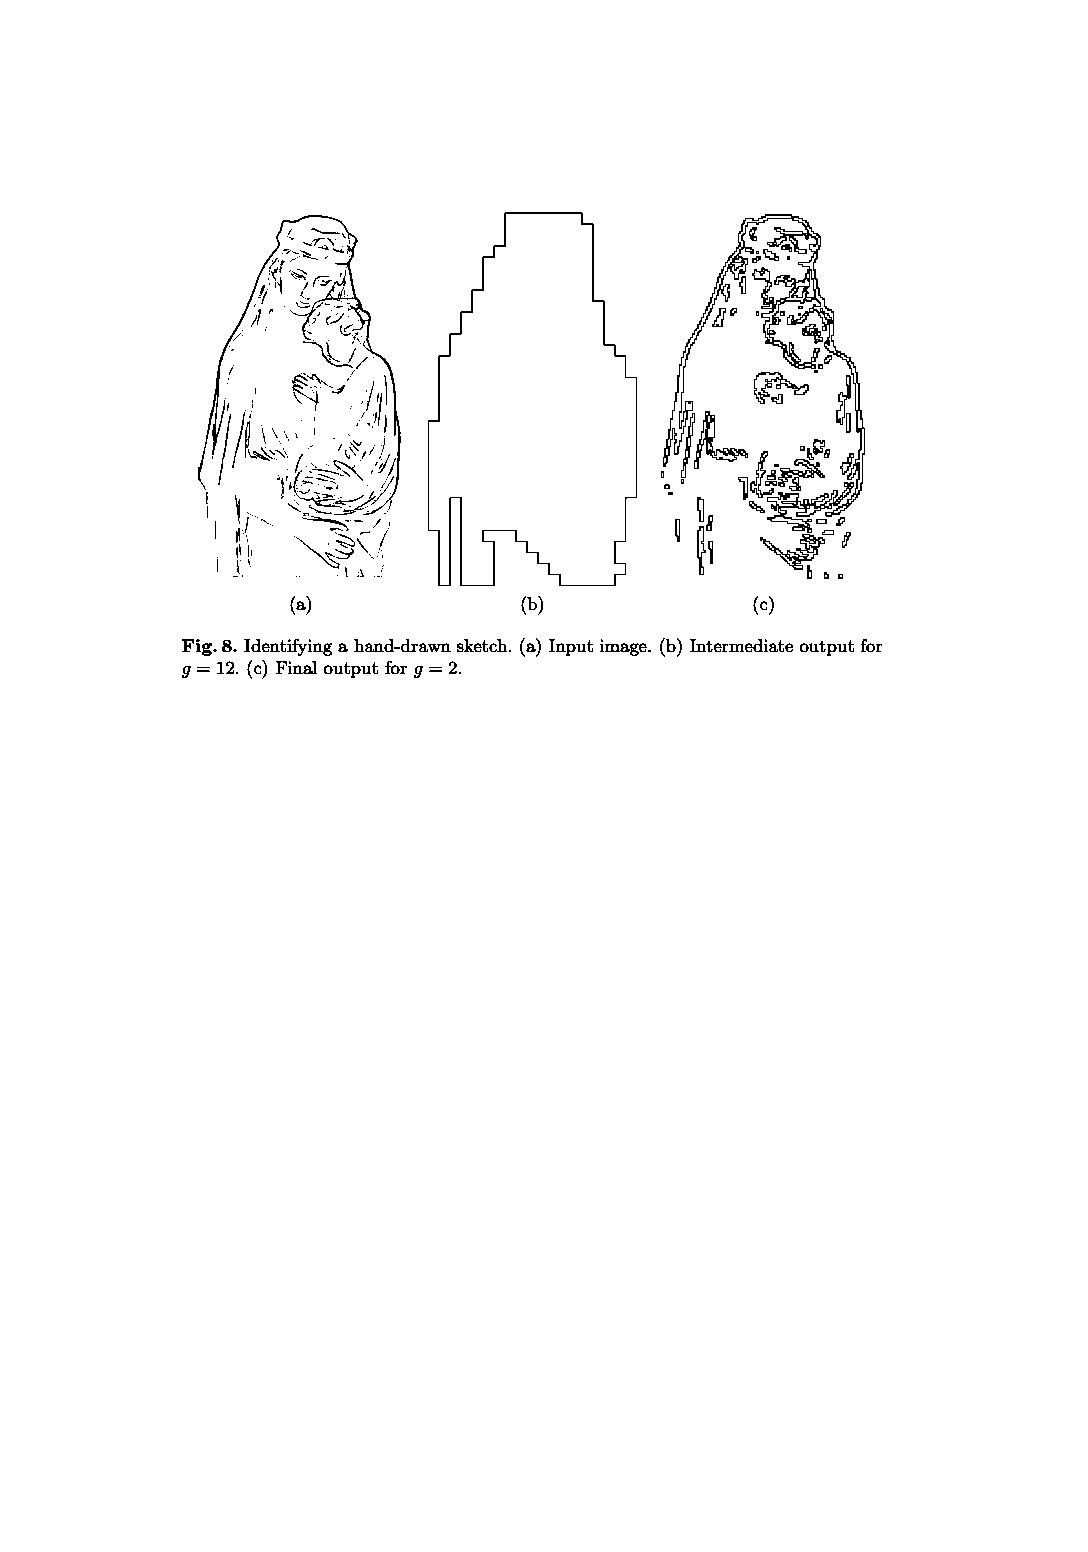 (a) (b) (c)
Fig. 8. Identifying a hand-drawn sketch. (a) Input image. (b) Intermediate output for
g = 12. (c) Final output for g = 2.